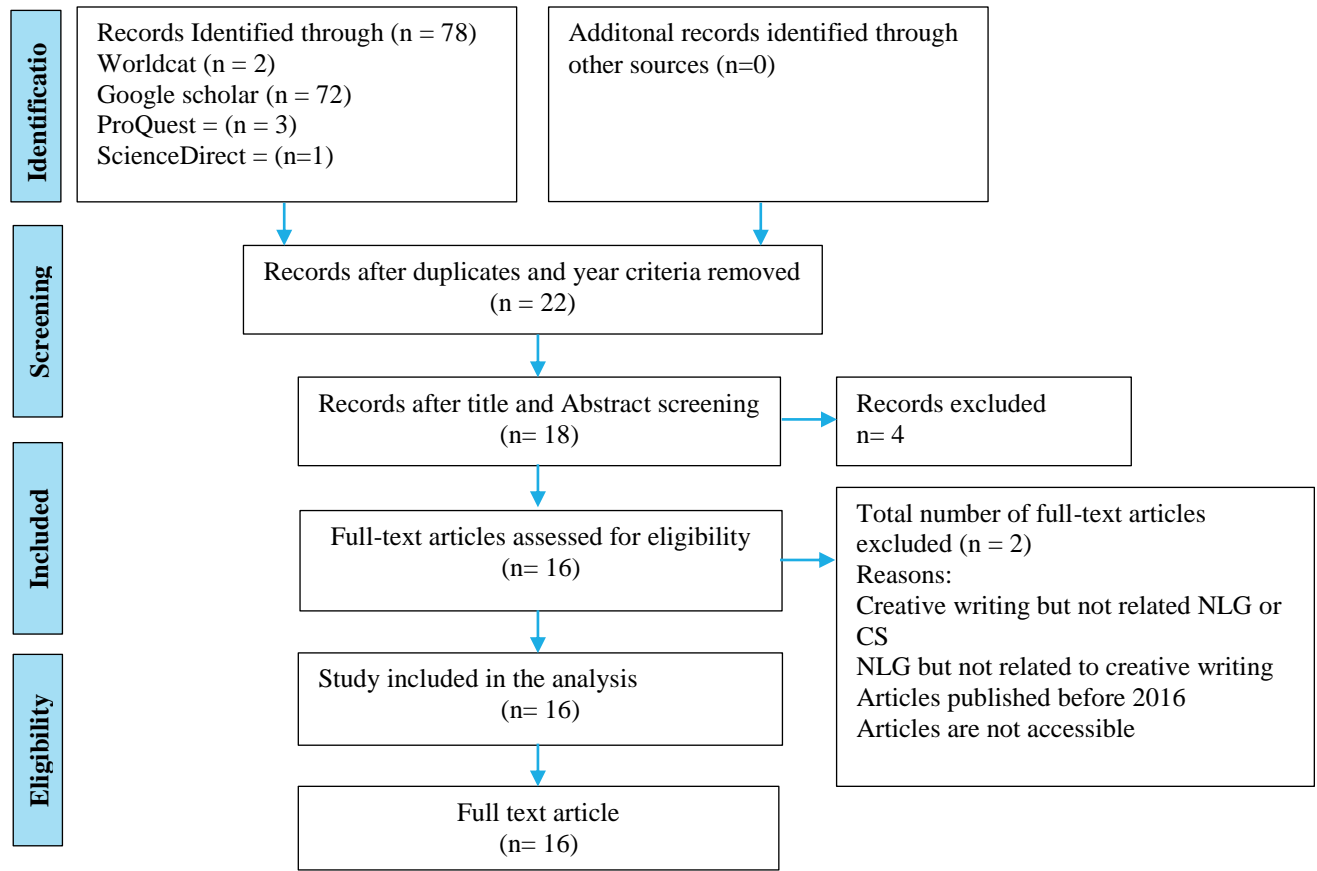 Identificatio
Records Identified through (n = 78)
Worldcat (n = 2)
Google scholar (n = 72)
ProQuest = (n = 3)
ScienceDirect = (n=1)
Additonal records identified through
other sources (n=0)
Screening
Records after duplicates and year criteria removed
(n = 22)
Records after title and Abstract screening
(n= 18)
Records excluded
n= 4
Included
Full-text articles assessed for eligibility
(n= 16)
Total number of full-text articles
excluded (n = 2)
Reasons:
Creative writing but not related NLG or
CS
NLG but not related to creative writing
Articles published before 2016
Articles are not accessible
Eligibility
Study included in the analysis
(n= 16)
Full text article
(n= 16)